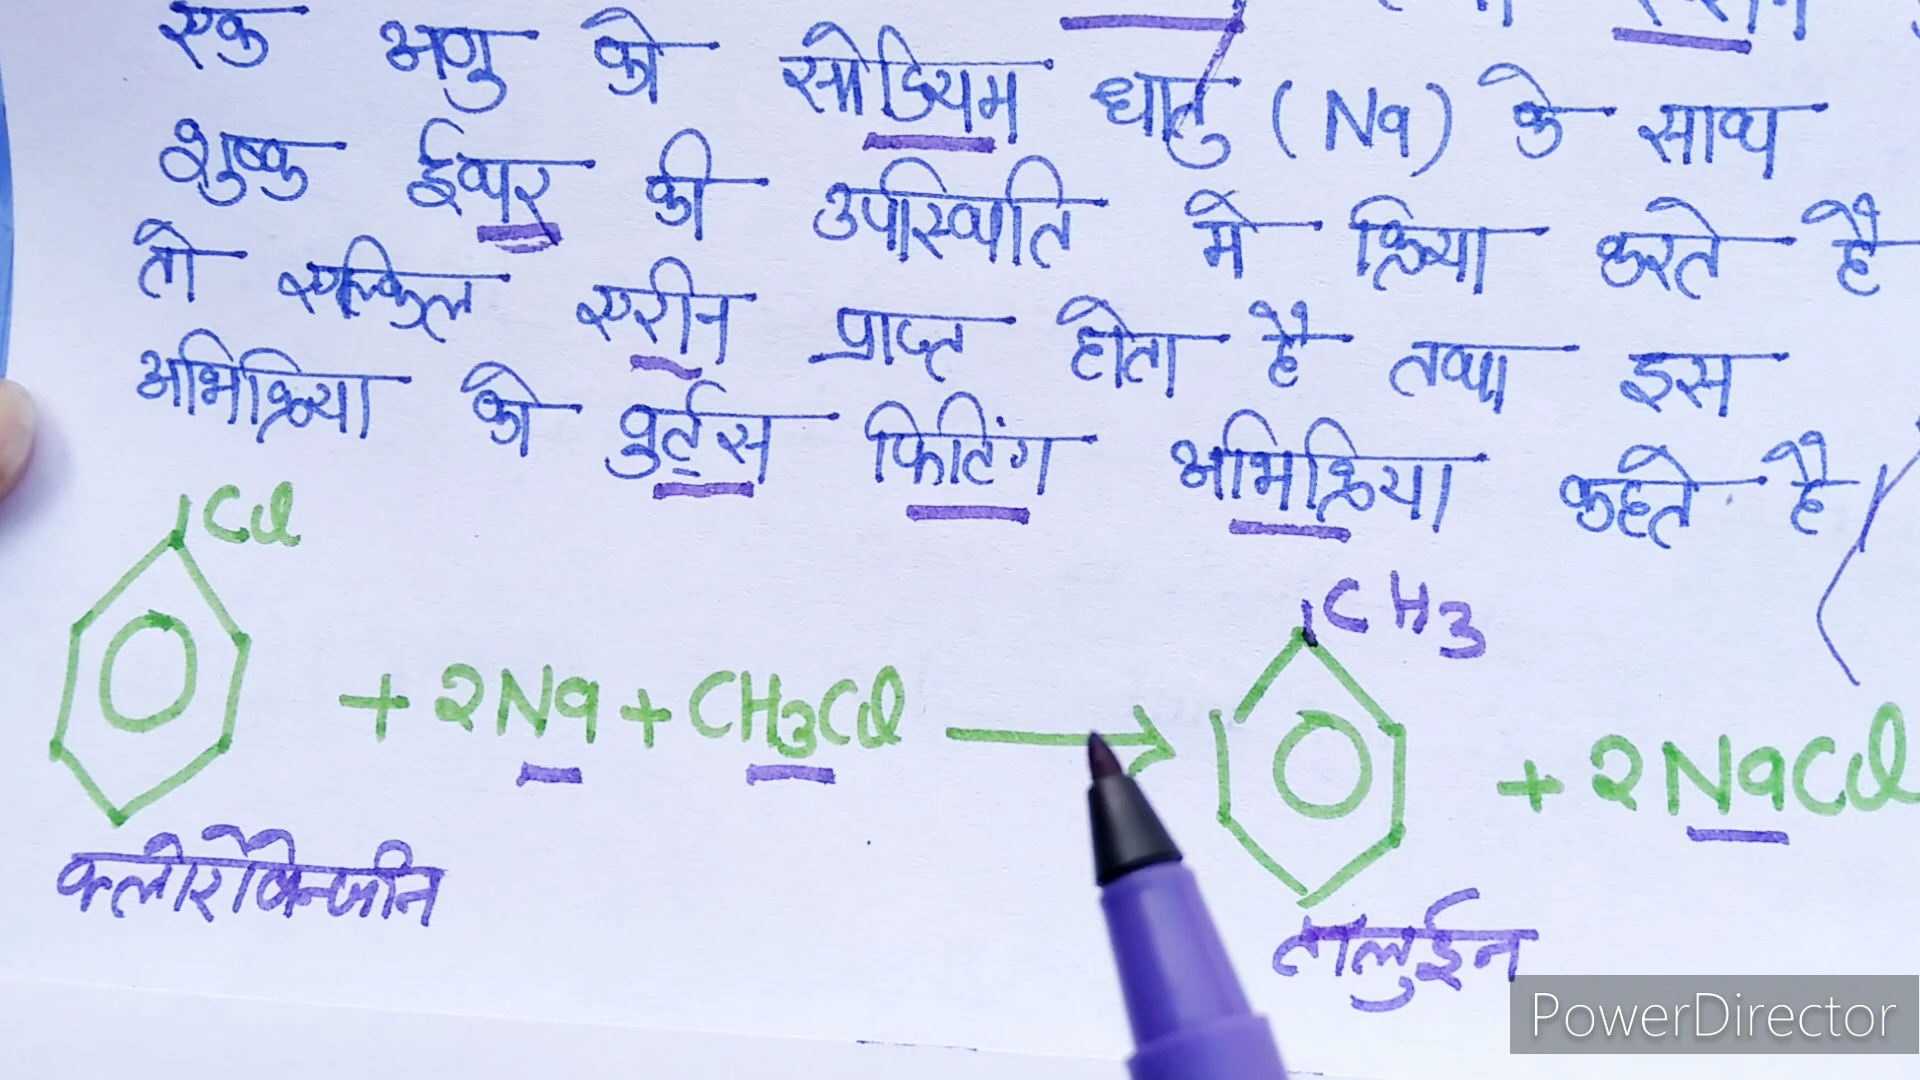 एक अणु को सोडियम धातु (Na) के साथ
शुष्क ईथर की उपस्थिति मे क्रिया करते है
तो एल्किल एरीन प्राप्त होता है तथा इस
अभिक्रिया को वुर्ट्स फिटिंग अभिक्रिया कहते है
Cl
CH3
+ 2Na + CH3Cl → + 2NaCl
क्लोरोबेन्जीन
टालुईन
PowerDirector